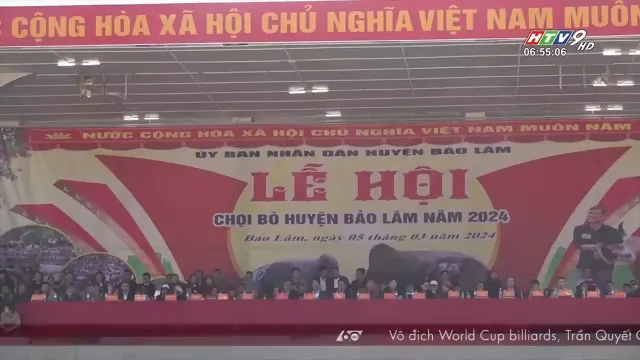 CỘNG HÒA XÃ HỘI CHỦ NGHĨA VIỆT NAM MUÔN
HTV9 HD
06:55:06
NƯỚC CỘNG HÒA XÃ HỘI CHỦ NGHĨA VIỆT NAM MUÔN NĂM
ỦY BAN NHÂN DÂN HUYỆN BẢO LÂM
LỄ HỘI
CHỌI BÒ HUYỆN BẢO LÂM NĂM 2024
Bảo Lâm, ngày 05 tháng 03 năm 2024
60s
Vô địch World Cup billiards, Trần Quyết